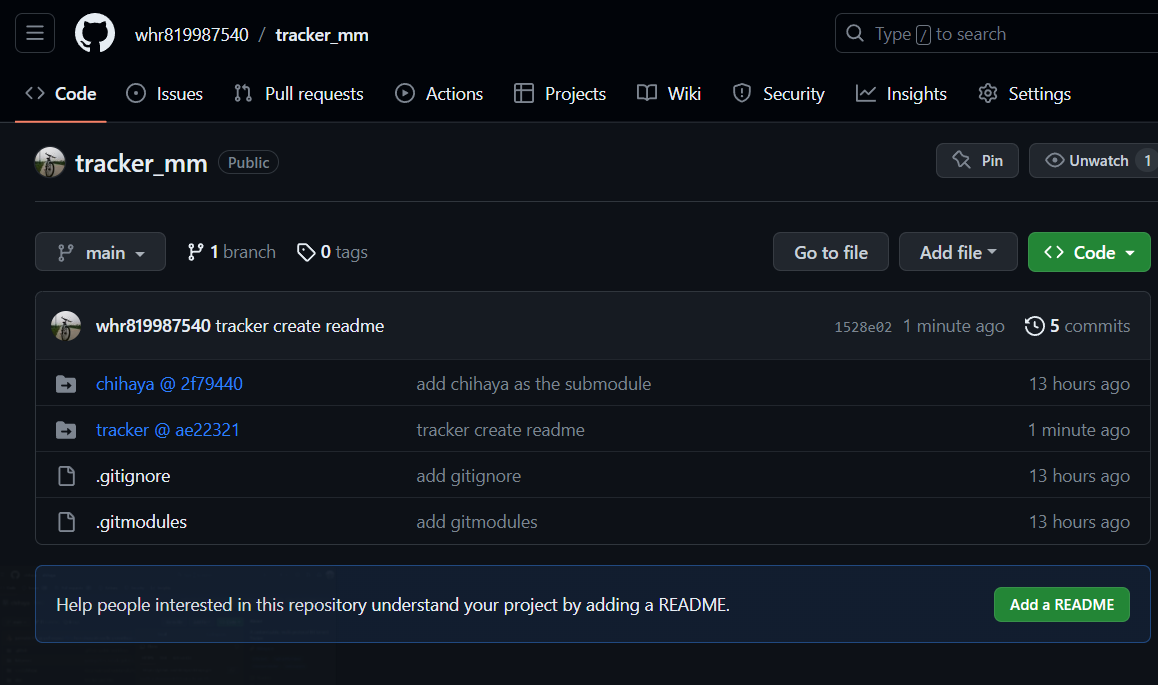 whr819987540 / tracker_mm
Type / to search
Code Issues Pull requests Actions Projects Wiki Security Insights Settings
tracker_mm Public Pin Unwatch 1
main 1 branch 0 tags Go to file Add file Code
whr819987540 tracker create readme 1528e02 1 minute ago 5 commits
chihaya @ 2f79440 add chihaya as the submodule 13 hours ago
tracker @ ae22321 tracker create readme 1 minute ago
.gitignore add gitignore 13 hours ago
.gitmodules add gitmodules 13 hours ago
Help people interested in this repository understand your project by adding a README. Add a README